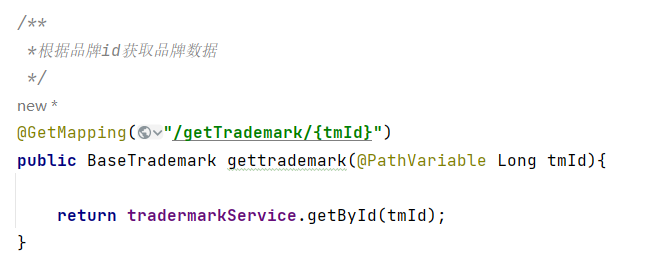 /**
 *根据品牌id获取品牌数据
 */
new *
@GetMapping("/getTrademark/{tmId}")
public BaseTrademark gettrademark(@PathVariable Long tmId){
    return tradermarkService.getById(tmId);
}